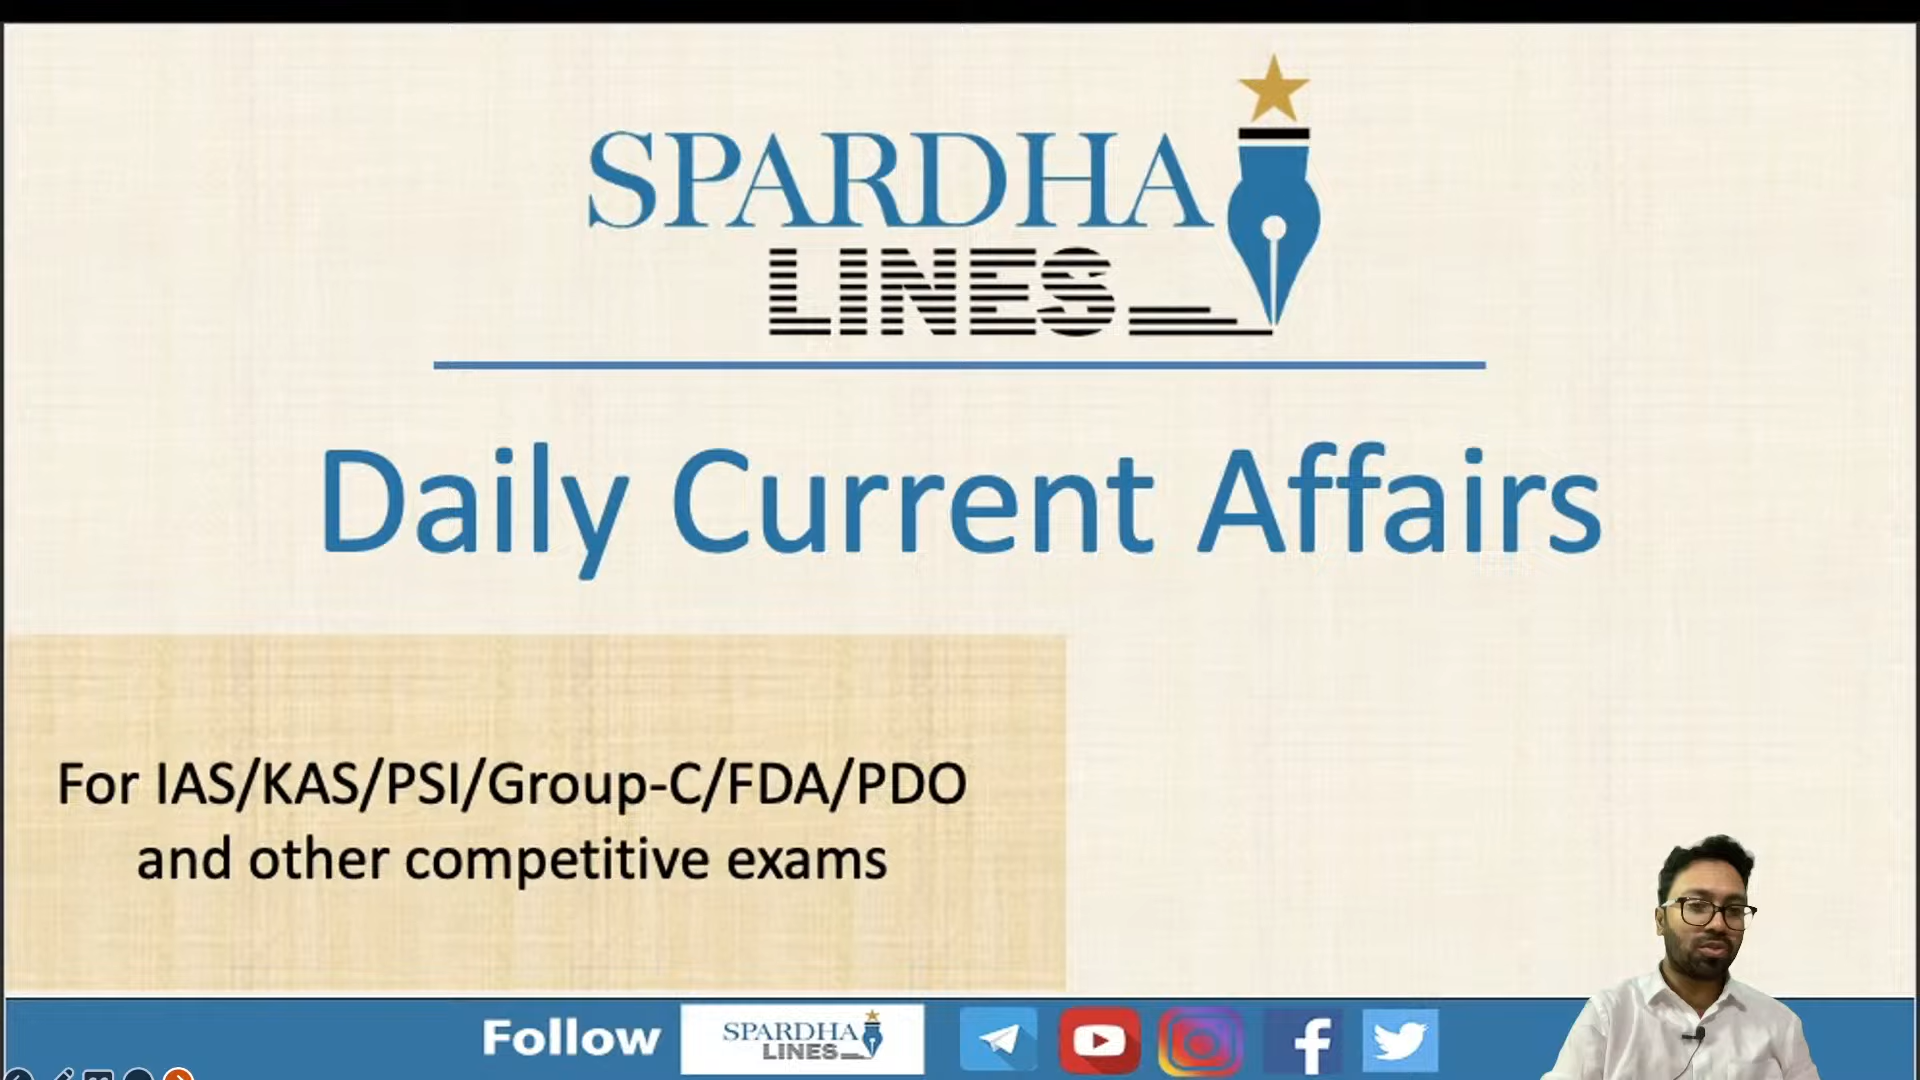 SPARDHA
LINES
Daily Current Affairs
For IAS/KAS/PSI/Group-C/FDA/PDO
and other competitive exams
Follow
SPARDHA
LINES